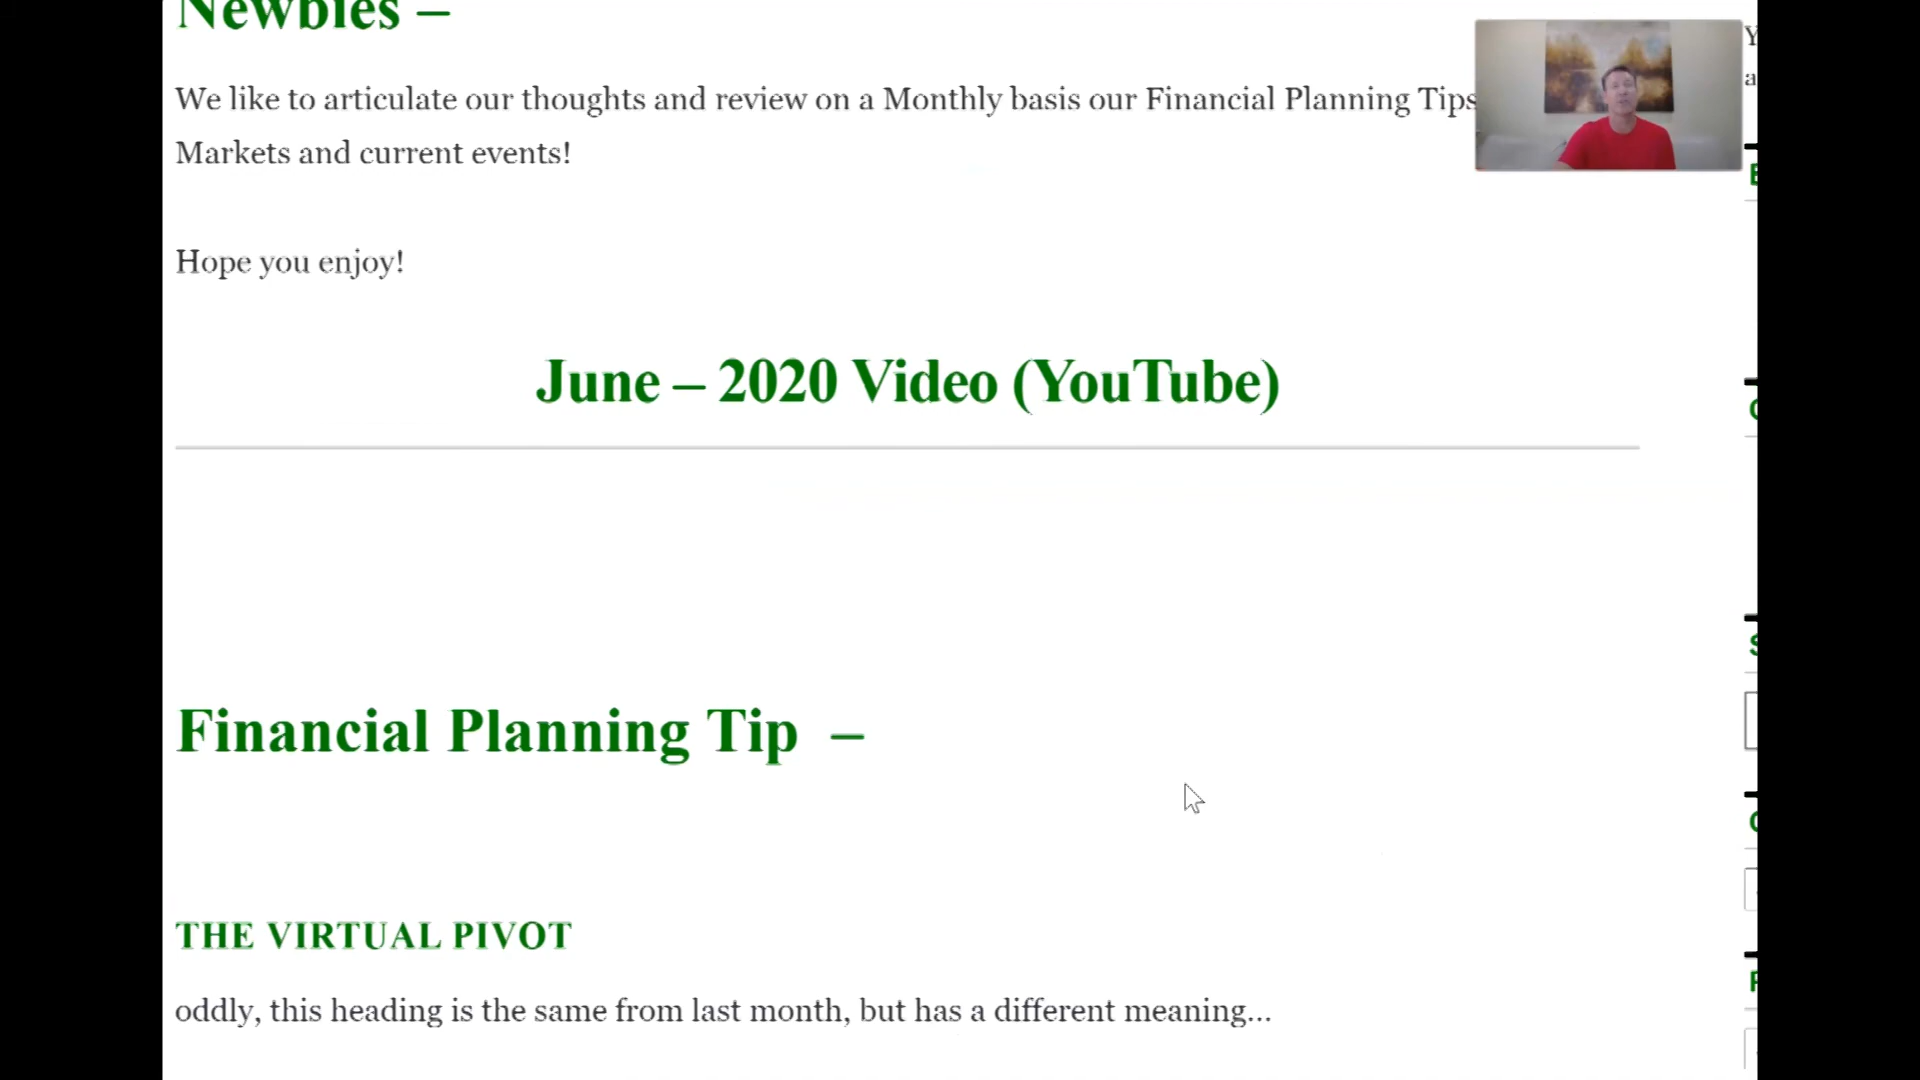 Newbies –
We like to articulate our thoughts and review on a Monthly basis our Financial Planning Tips
Markets and current events!
Hope you enjoy!
June – 2020 Video (YouTube)
Financial Planning Tip –
THE VIRTUAL PIVOT
oddly, this heading is the same from last month, but has a different meaning...